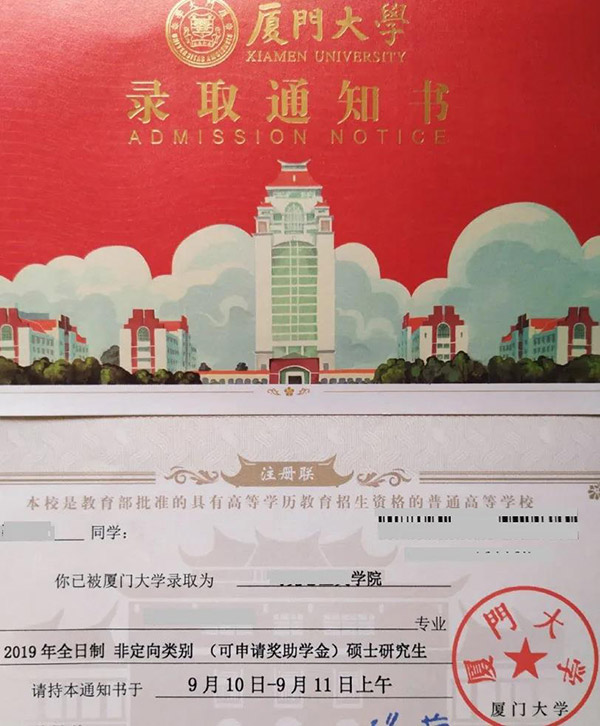 厦門大學
XIAMEN UNIVERSITY
录取通知书
ADMISSION NOTICE
注册联
本校是教育部批准的具有高等学历教育招生资格的普通高等学校
同学：
你已被厦门大学录取为 学院
专业
2019年全日制 非定向类别 （可申请奖助学金）硕士研究生
请持本通知书于 9月10日-9月11日上午
厦門大学
厦门大学